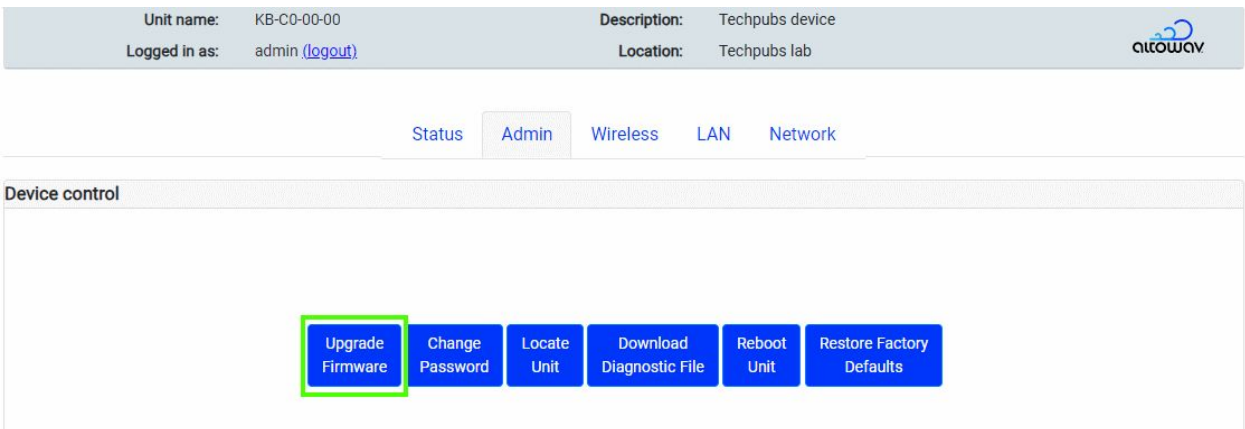 Unit name: KB-C0-00-00 Description: Techpubs device
Logged in as: admin (logout) Location: Techpubs lab
altowav
Status Admin Wireless LAN Network
Device control
Upgrade Firmware
Change Password
Locate Unit
Download Diagnostic File
Reboot Unit
Restore Factory Defaults